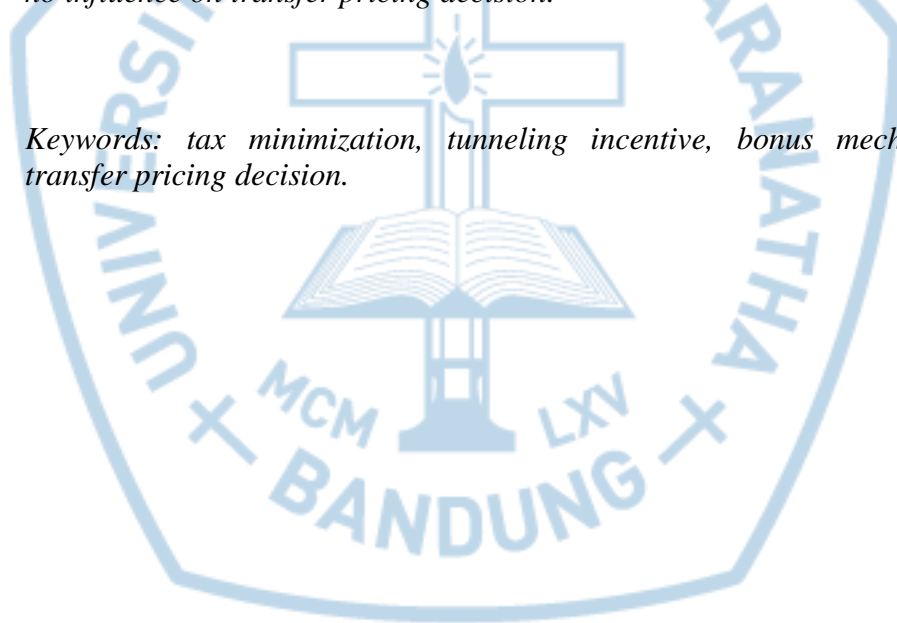 no influence on transfer pricing decision.
Keywords: tax minimization, tunneling incentive, bonus mech
transfer pricing decision.
MCM LXV
BANDUNG